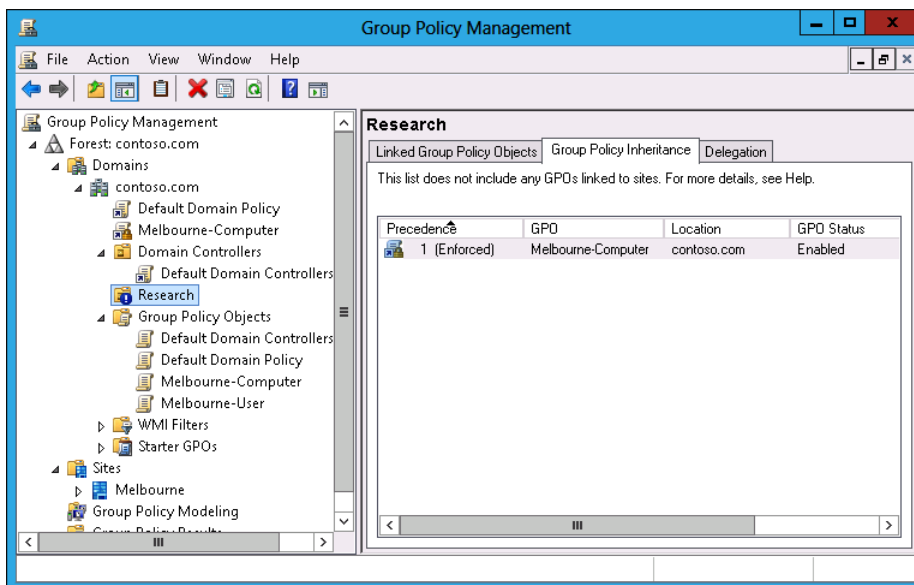 Group Policy Management
File Action View Window Help
Group Policy Management
Forest: contoso.com
Domains
contoso.com
Default Domain Policy
Melbourne-Computer
Domain Controllers
Default Domain Controllers
Research
Group Policy Objects
Default Domain Controllers
Default Domain Policy
Melbourne-Computer
Melbourne-User
WMI Filters
Starter GPOs
Sites
Melbourne
Group Policy Modeling
Group Policy Results
Research
Linked Group Policy Objects Group Policy Inheritance Delegation
This list does not include any GPOs linked to sites. For more details, see Help.
Precedence GPO Location GPO Status
1 (Enforced) Melbourne-Computer contoso.com Enabled